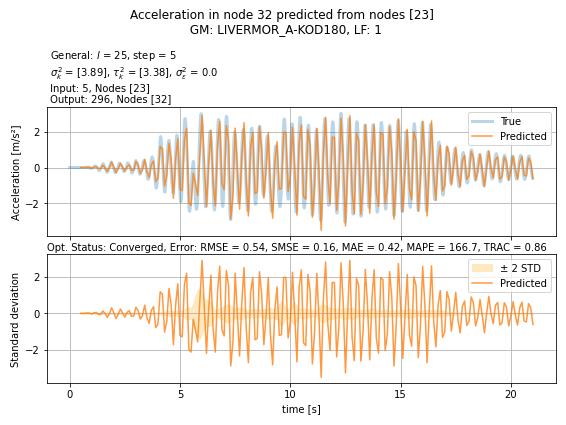 Acceleration in node 32 predicted from nodes [23]
GM: LIVERMOR_A-KOD180, LF: 1
General: l = 25, step = 5
σ²ₖ = [3.89], τ²ₖ = [3.38], σ²ε = 0.0
Input: 5, Nodes [23]
Output: 296, Nodes [32]
Acceleration [m/s²]
2
0
−2
True
Predicted
Opt. Status: Converged, Error: RMSE = 0.54, SMSE = 0.16, MAE = 0.42, MAPE = 166.7, TRAC = 0.86
Standard deviation
2
0
−2
± 2 STD
Predicted
0
5
10
15
20
time [s]